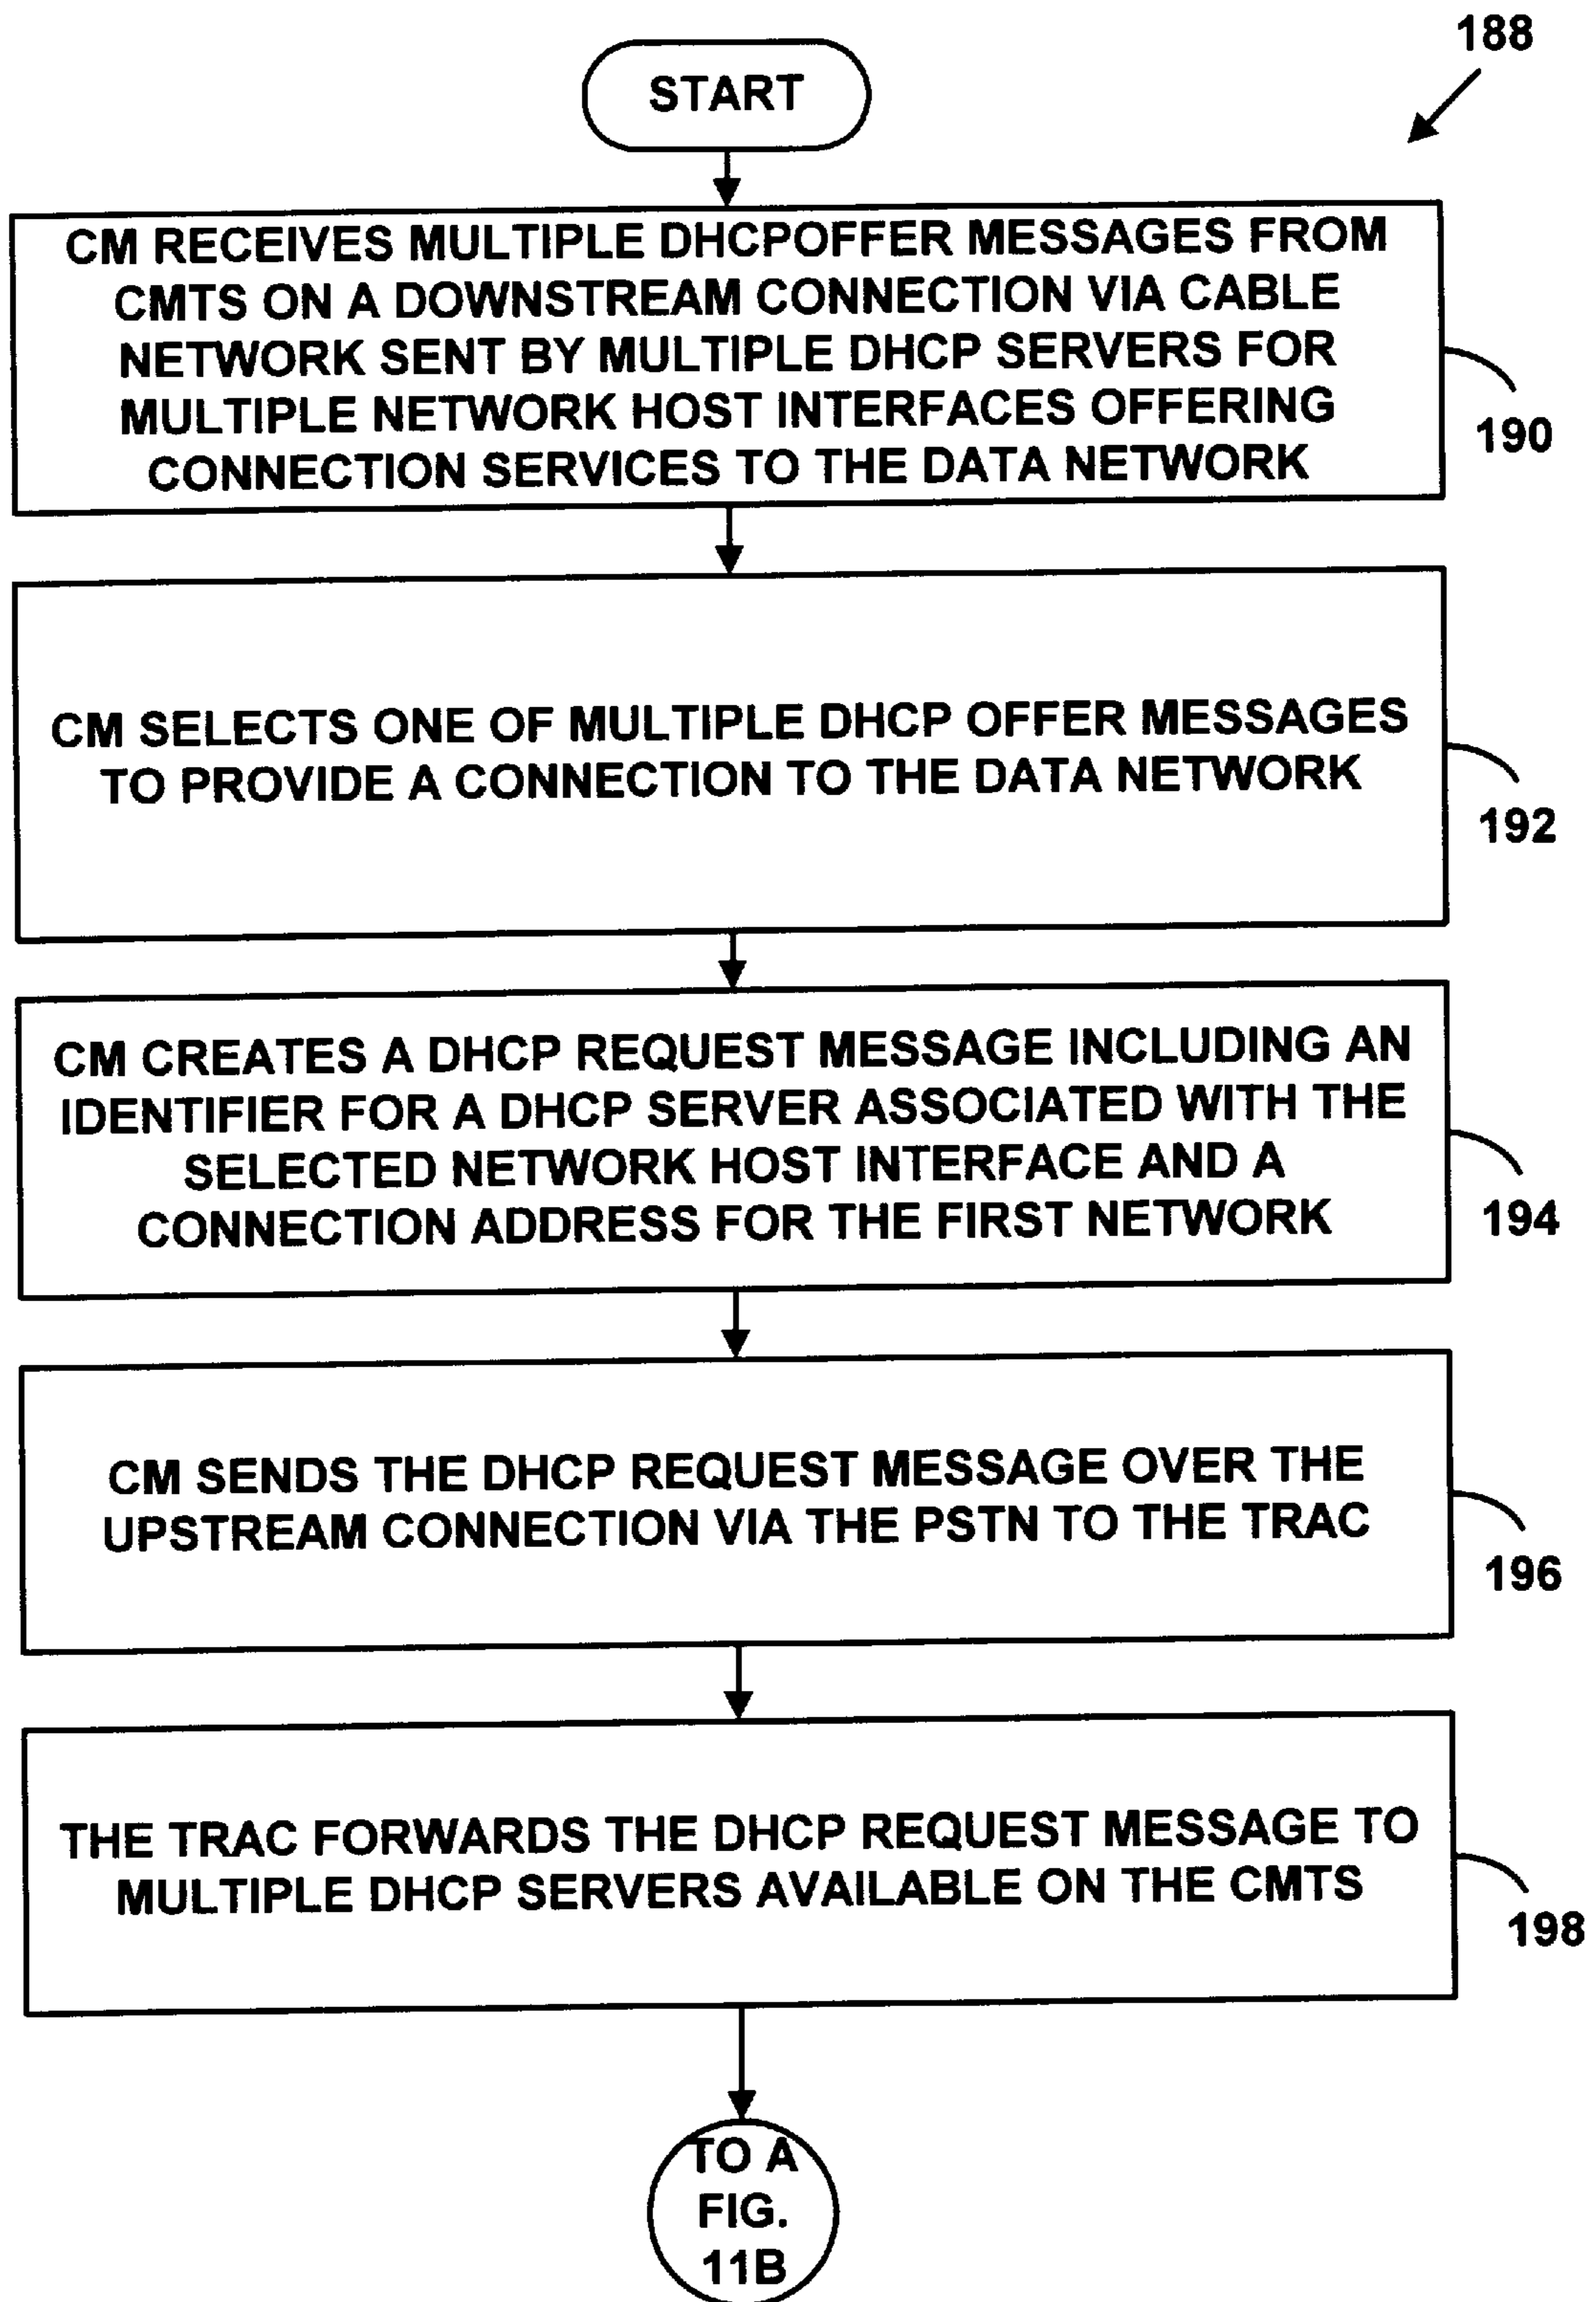 188
START
CM RECEIVES MULTIPLE DHCPOFFER MESSAGES FROM
CMTS ON A DOWNSTREAM CONNECTION VIA CABLE
NETWORK SENT BY MULTIPLE DHCP SERVERS FOR
MULTIPLE NETWORK HOST INTERFACES OFFERING
CONNECTION SERVICES TO THE DATA NETWORK
190
CM SELECTS ONE OF MULTIPLE DHCP OFFER MESSAGES
TO PROVIDE A CONNECTION TO THE DATA NETWORK
192
CM CREATES A DHCP REQUEST MESSAGE INCLUDING AN
IDENTIFIER FOR A DHCP SERVER ASSOCIATED WITH THE
SELECTED NETWORK HOST INTERFACE AND A
CONNECTION ADDRESS FOR THE FIRST NETWORK
194
CM SENDS THE DHCP REQUEST MESSAGE OVER THE
UPSTREAM CONNECTION VIA THE PSTN TO THE TRAC
196
THE TRAC FORWARDS THE DHCP REQUEST MESSAGE TO
MULTIPLE DHCP SERVERS AVAILABLE ON THE CMTS
198
TO A
FIG.
11B